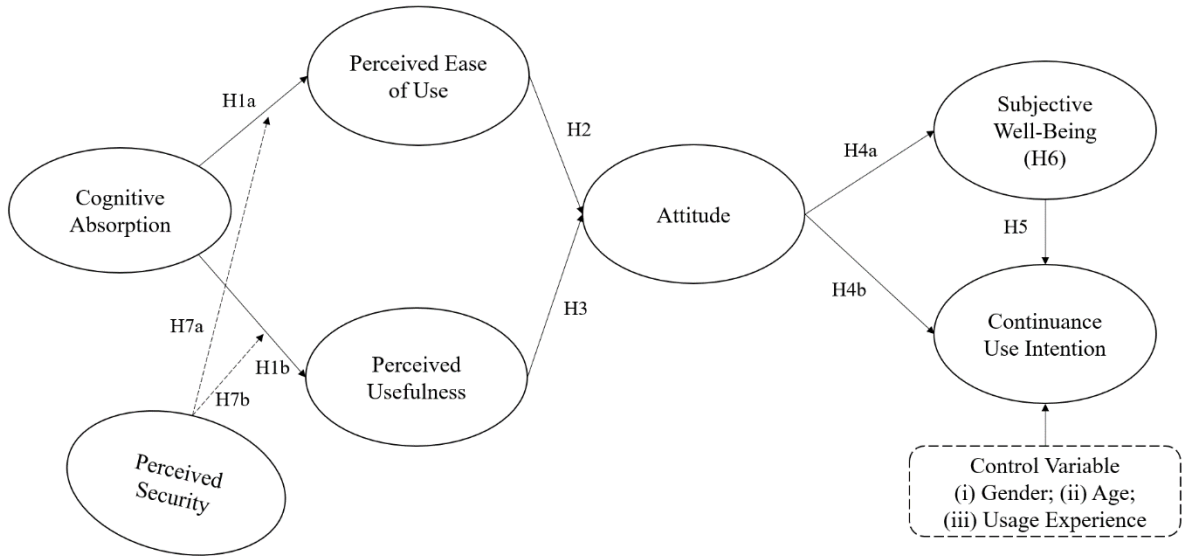 Perceived Ease
of Use
H1a
H2
Subjective
Well-Being
(H6)
H4a
Cognitive
Absorption
Attitude
H5
H4b
H3
H7a
H1b
H7b
Perceived
Usefulness
Continuance
Use Intention
Perceived
Security
Control Variable
(i) Gender; (ii) Age;
(iii) Usage Experience